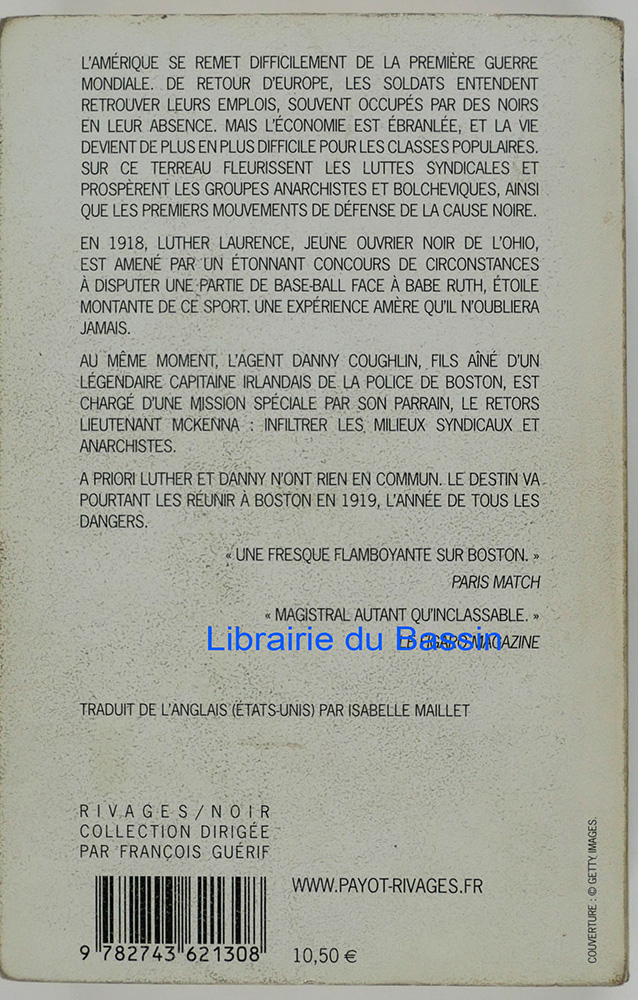 L'AMÉRIQUE SE REMET DIFFICILEMENT DE LA PREMIÈRE GUERRE
MONDIALE. DE RETOUR D'EUROPE, LES SOLDATS ENTENDENT
RETROUVER LEURS EMPLOIS, SOUVENT OCCUPÉS PAR DES NOIRS
EN LEUR ABSENCE. MAIS L'ÉCONOMIE EST ÉBRANLÉE, ET LA VIE
DEVIENT DE PLUS EN PLUS DIFFICILE POUR LES CLASSES POPULAIRES.
SUR CE TERREAU FLEURISSENT LES LUTTES SYNDICALES ET
PROSPÈRENT LES GROUPES ANARCHISTES ET BOLCHEVIQUES, AINSI
QUE LES PREMIERS MOUVEMENTS DE DÉFENSE DE LA CAUSE NOIRE.
EN 1918, LUTHER LAURENCE, JEUNE OUVRIER NOIR DE L'OHIO,
EST AMENÉ PAR UN ÉTONNANT CONCOURS DE CIRCONSTANCES
À DISPUTER UNE PARTIE DE BASE-BALL FACE À BABE RUTH, ÉTOILE
MONTANTE DE CE SPORT. UNE EXPÉRIENCE AMÈRE QU'IL N'OUBLIERA
JAMAIS.
AU MÊME MOMENT, L'AGENT DANNY COUGHLIN, FILS AÎNÉ D'UN
LÉGENDAIRE CAPITAINE IRLANDAIS DE LA POLICE DE BOSTON, EST
CHARGÉ D'UNE MISSION SPÉCIALE PAR SON PARRAIN, LE RETORS
LIEUTENANT MCKENNA : INFILTRER LES MILIEUX SYNDICAUX ET
ANARCHISTES.
A PRIORI LUTHER ET DANNY N'ONT RIEN EN COMMUN. LE DESTIN VA
POURTANT LES RÉUNIR À BOSTON EN 1919, L'ANNÉE DE TOUS LES
DANGERS.
« UNE FRESQUE FLAMBOYANTE SUR BOSTON. »
PARIS MATCH
« MAGISTRAL AUTANT QU'INCLASSABLE. »
LE FIGARO MAGAZINE
Librairie du Bassin
TRADUIT DE L'ANGLAIS (ÉTATS-UNIS) PAR ISABELLE MAILLET
RIVAGES/NOIR
COLLECTION DIRIGÉE
PAR FRANÇOIS GUÉRIF
WWW.PAYOT-RIVAGES.FR
9 782743 621308
10,50 €
COUVERTURE : © GETTY IMAGES.